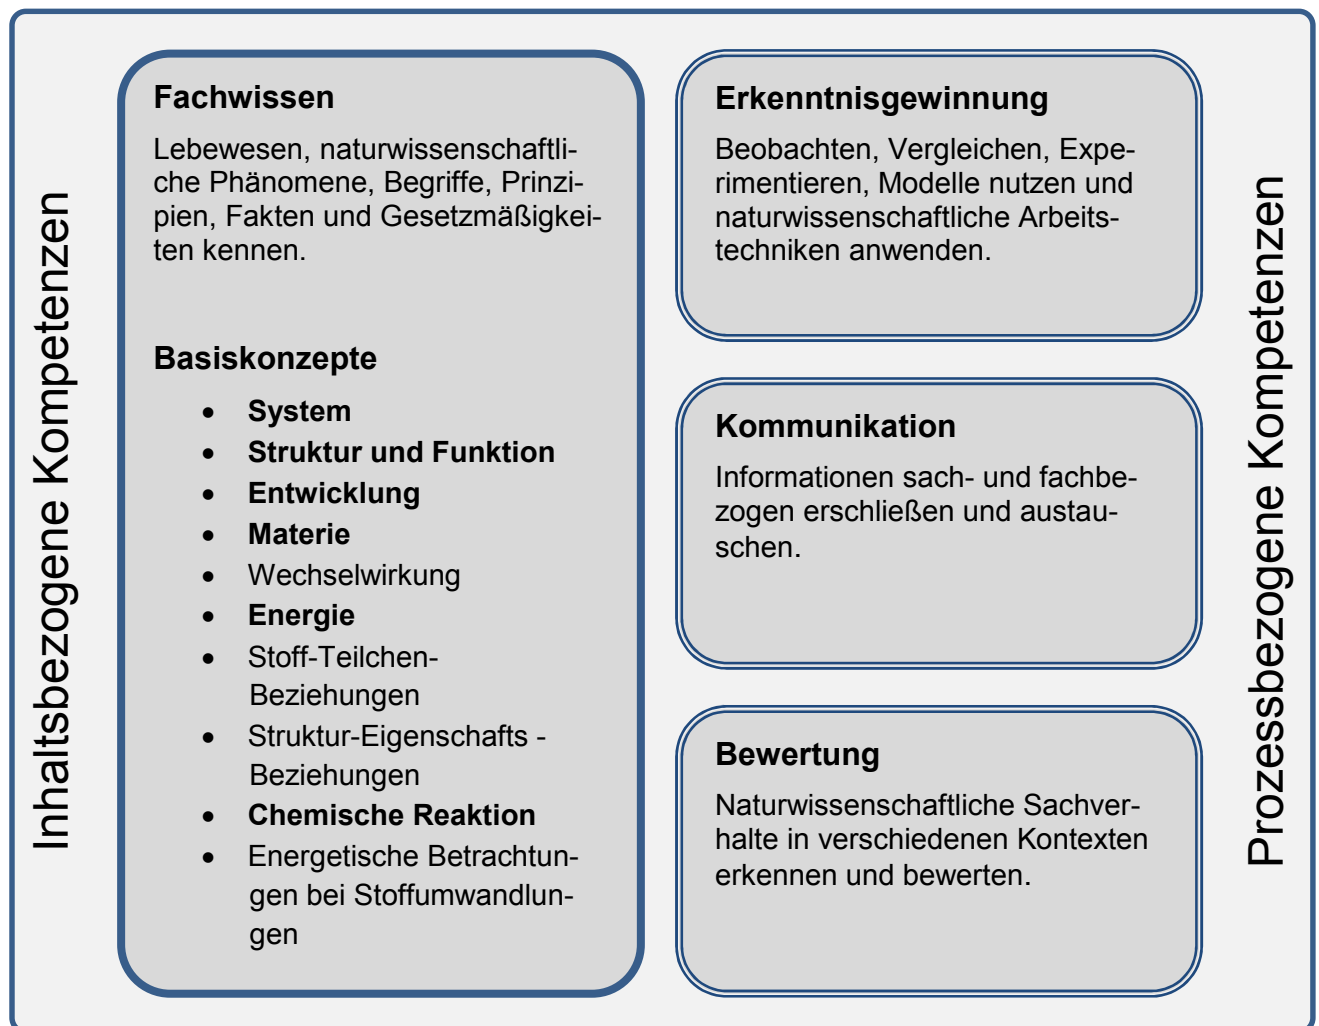 Inhaltsbezogene Kompetenzen
Fachwissen
Lebewesen, naturwissenschaftli-
che Phänomene, Begriffe, Prinzi-
pien, Fakten und Gesetzmäßigkei-
ten kennen.
Basiskonzepte
• System
• Struktur und Funktion
• Entwicklung
• Materie
• Wechselwirkung
• Energie
• Stoff-Teilchen-
Beziehungen
• Struktur-Eigenschafts -
Beziehungen
• Chemische Reaktion
• Energetische Betrachtun-
gen bei Stoffumwandlun-
gen
Erkenntnisgewinnung
Beobachten, Vergleichen, Expe-
rimentieren, Modelle nutzen und
naturwissenschaftliche Arbeits-
techniken anwenden.
Kommunikation
Informationen sach- und fachbe-
zogen erschließen und austau-
schen.
Bewertung
Naturwissenschaftliche Sachver-
halte in verschiedenen Kontexten
erkennen und bewerten.
Prozessbezogene Kompetenzen